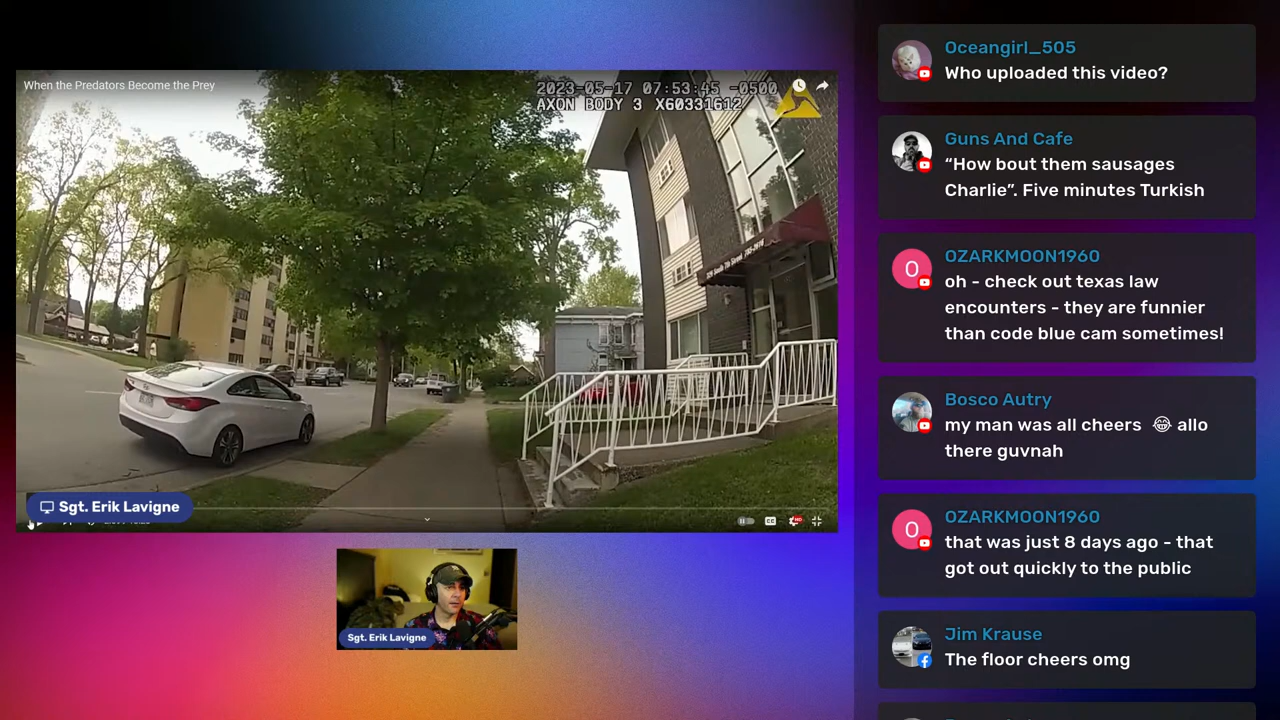 When the Predators Become the Prey
2023-05-17 07:53:45 -0500
AXON BODY 3 X60331612
Sgt. Erik Lavigne
Sgt. Erik Lavigne
Oceangirl_505
Who uploaded this video?
Guns And Cafe
“How bout them sausages
Charlie”. Five minutes Turkish
OZARKMOON1960
oh - check out texas law
encounters - they are funnier
than code blue cam sometimes!
Bosco Autry
my man was all cheers 😂 allo
there guvnah
OZARKMOON1960
that was just 8 days ago - that
got out quickly to the public
Jim Krause
The floor cheers omg